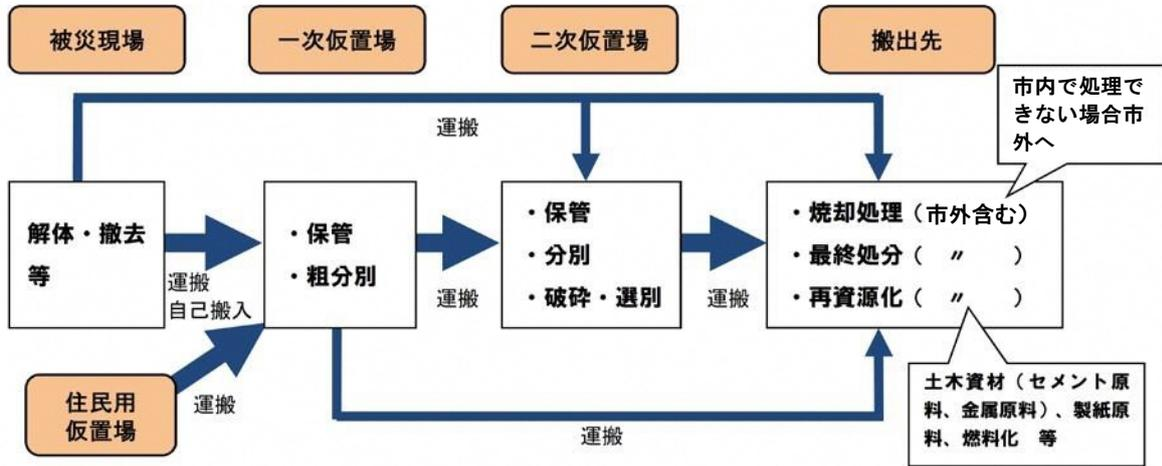 被災現場
一次仮置場
二次仮置場
搬出先
市内で処理で
きない場合市
外へ
運搬
解体・撤去
等
運搬
自己搬入
・保管
・粗分別
運搬
・保管
・分別
・破砕・選別
運搬
・焼却処理（市外含む）
・最終処分（　〃　）
・再資源化（　〃　）
住民用
仮置場
運搬
運搬
土木資材（セメント原
料、金属原料）、製紙原
料、燃料化　等